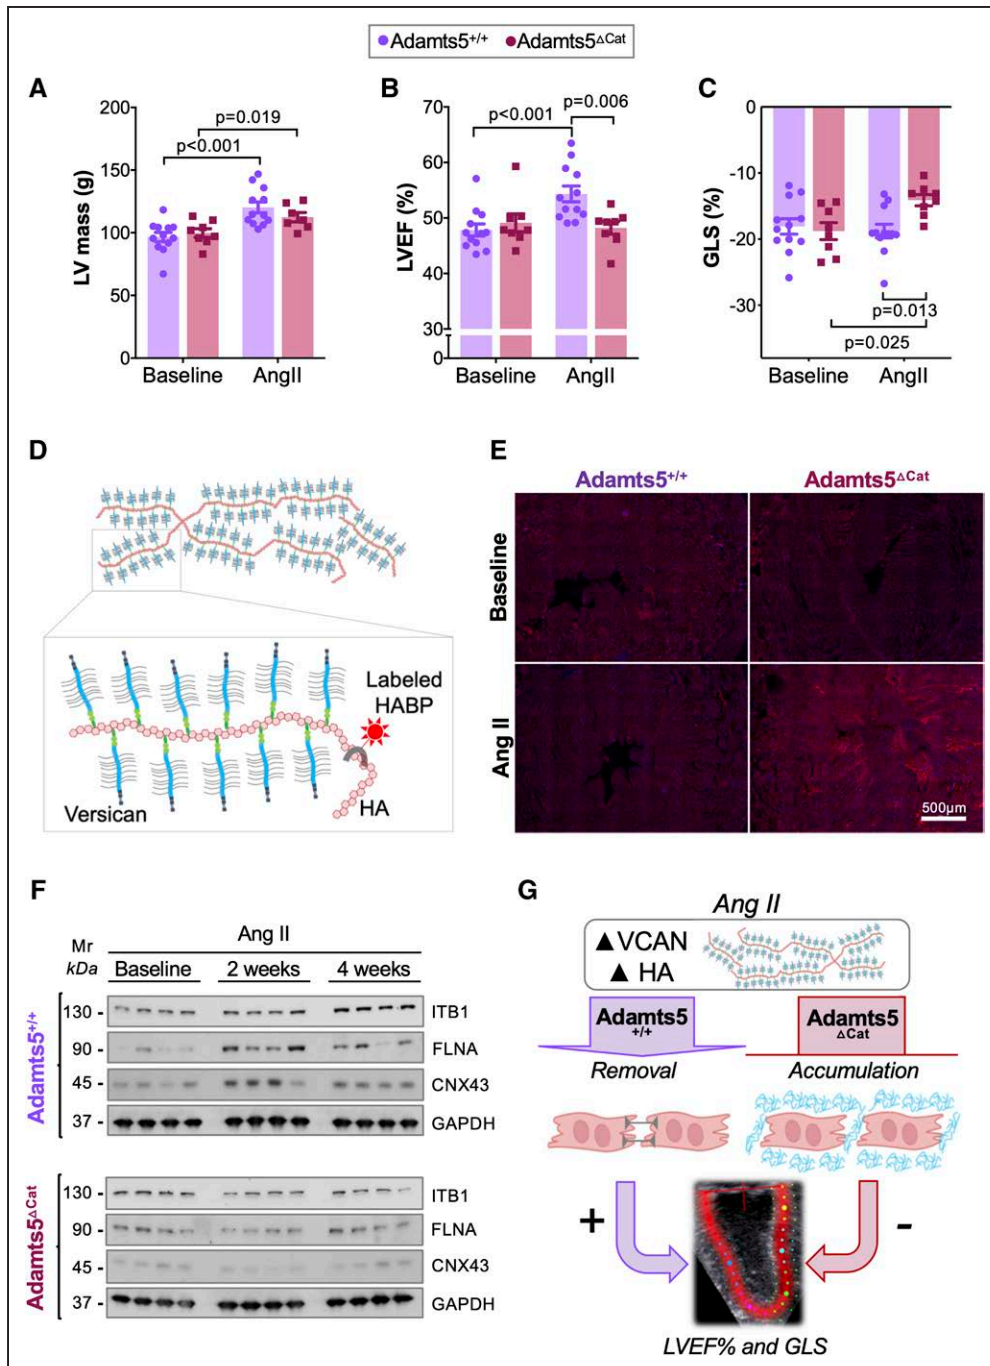 Adamts5+/+ Adamts5ΔCat
A
LV mass (g)
200
150
100
50
0
p<0.001
p=0.019
Baseline AngII
B
LVEF (%)
70
60
50
40
30
0
p<0.001
p=0.006
Baseline AngII
C
GLS (%)
0
-10
-20
-30
p=0.013
p=0.025
Baseline AngII
D
Labeled
HABP
Versican
HA
E
Adamts5+/+ Adamts5ΔCat
Baseline
Ang II
500µm
F
Ang II
Mr
kDa
Baseline 2 weeks 4 weeks
Adamts5+/+
130 - ITB1
90 - FLNA
45 - CNX43
37 - GAPDH
Adamts5ΔCat
130 - ITB1
90 - FLNA
45 - CNX43
37 - GAPDH
G
Ang II
▲VCAN
▲ HA
Adamts5
+/+
Adamts5
ΔCat
Removal Accumulation
+ -
LVEF% and GLS